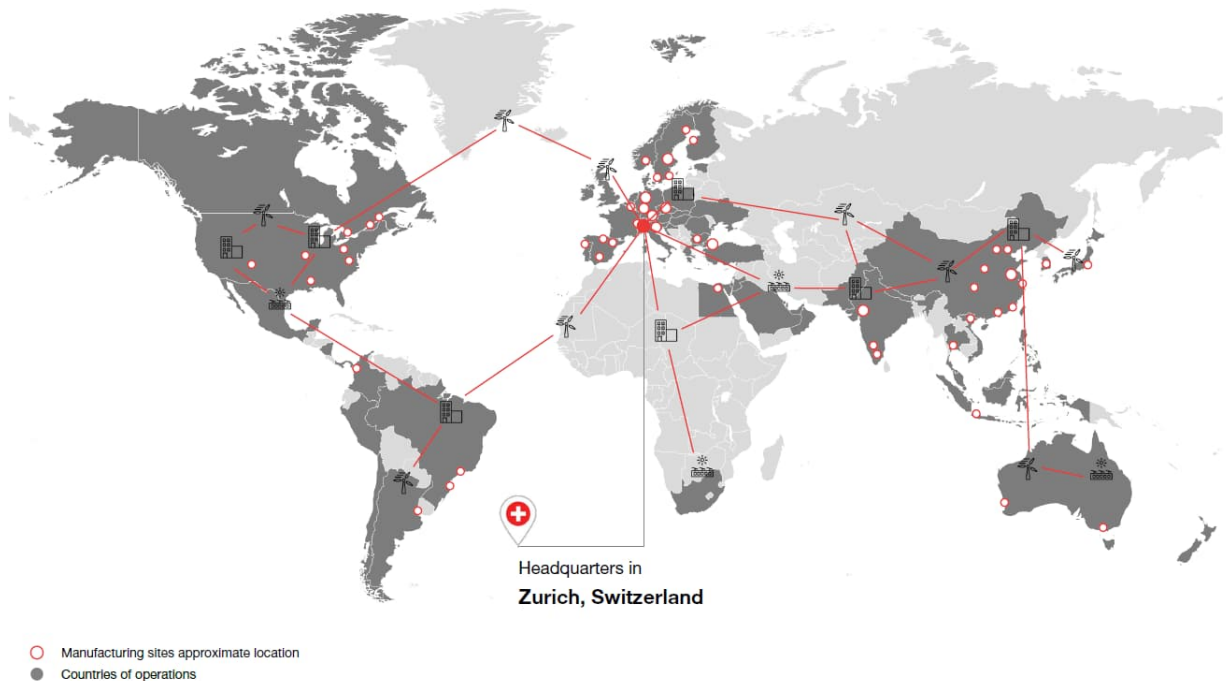 Headquarters in
Zurich, Switzerland
Manufacturing sites approximate location
Countries of operations